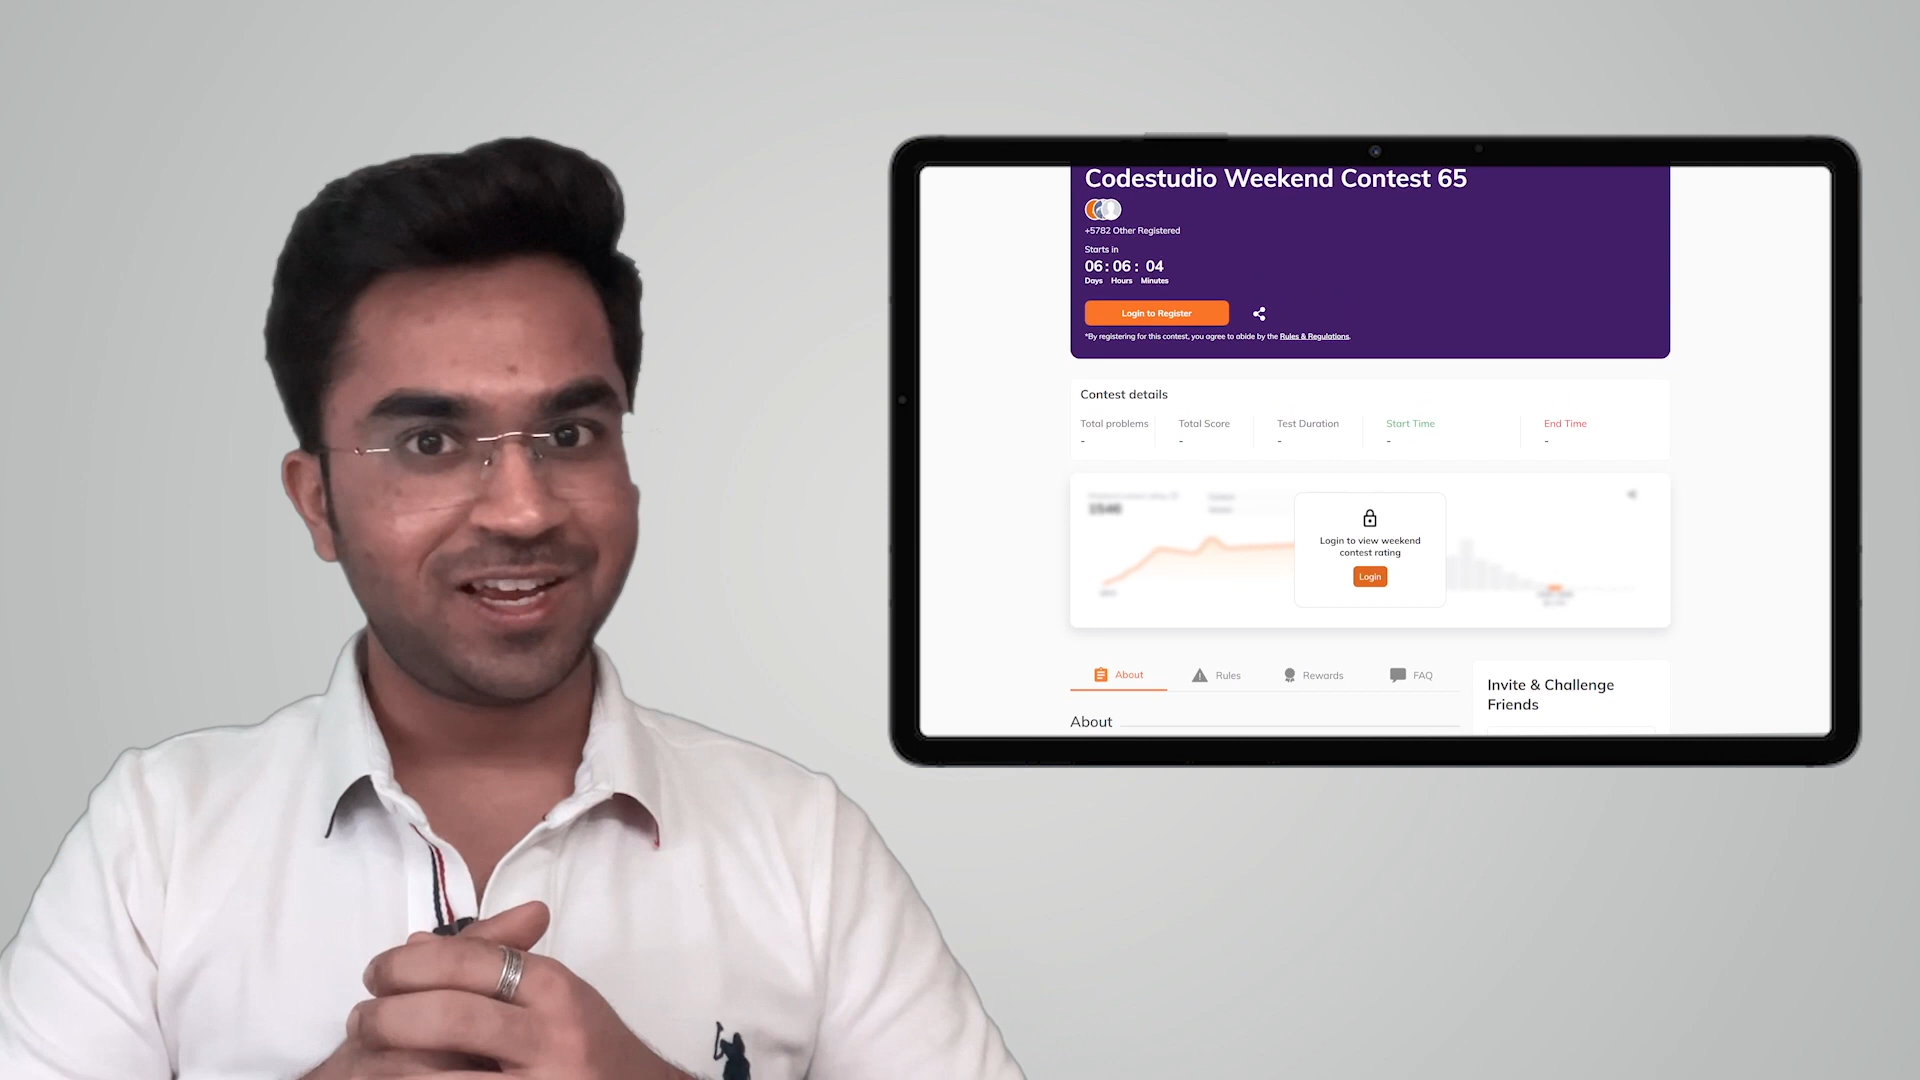 Codestudio Weekend Contest 65
+5782 Other Registered
Starts in
06 : 06 : 04
Days Hours Minutes
Login to Register
*By registering for this contest, you agree to abide by the Rules & Regulations.
Contest details
Total problems Total Score Test Duration Start Time End Time
- - - - -
1546
Login to view weekend
contest rating
Login
About Rules Rewards FAQ
Invite & Challenge
Friends
About